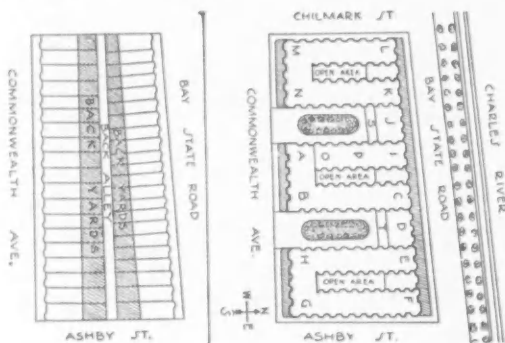 CHILMARK ST.
COMMONWEALTH AVE.
BACK YARDS
BACK ALLEY
BACK YARDS
BAY STATE ROAD
ASHBY ST.
COMMONWEALTH AVE.
M
L
OPEN AREA
N
K
J
S
A
O
P
I
OPEN AREA
B
C
D
H
E
OPEN AREA
G
F
BAY STATE ROAD
CHARLES RIVER
W
S
N
E
ASHBY ST.